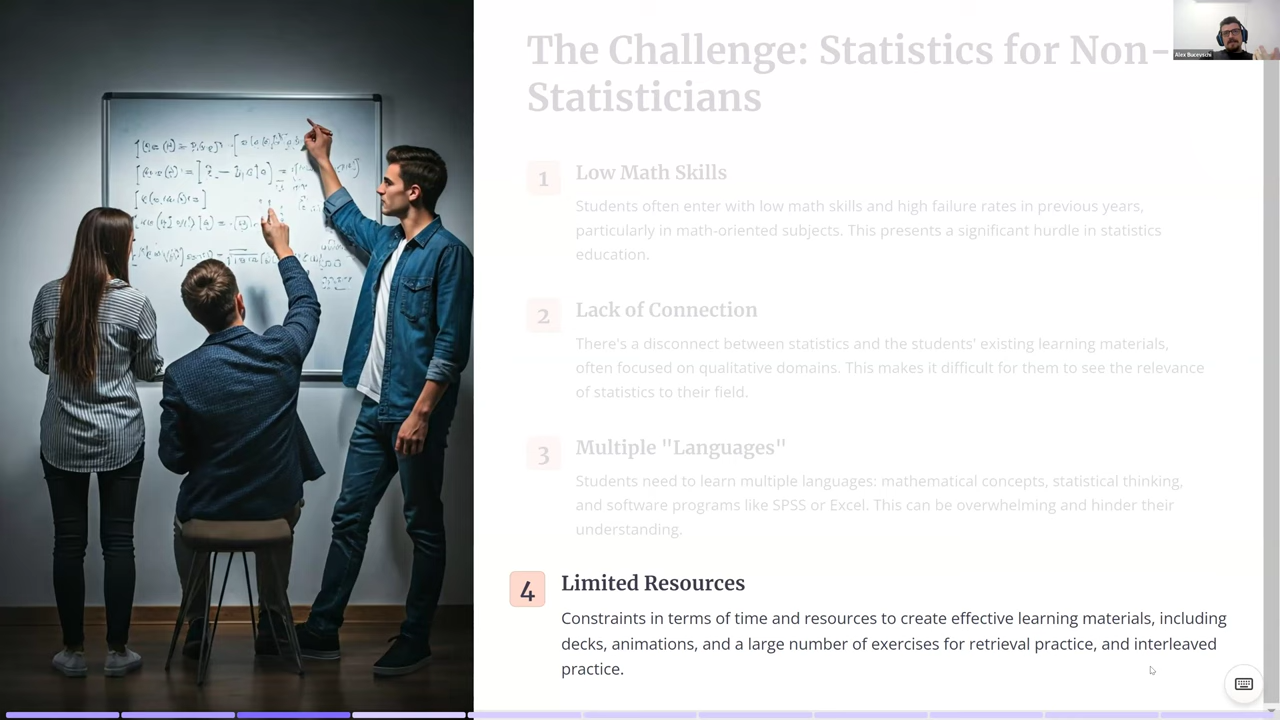 The Challenge: Statistics for Non-
Statisticians
1
Low Math Skills
Students often enter with low math skills and high failure rates in previous years,
particularly in math-oriented subjects. This presents a significant hurdle in statistics
education.
2
Lack of Connection
There's a disconnect between statistics and the students' existing learning materials,
often focused on qualitative domains. This makes it difficult for them to see the relevance
of statistics to their field.
3
Multiple "Languages"
Students need to learn multiple languages: mathematical concepts, statistical thinking,
and software programs like SPSS or Excel. This can be overwhelming and hinder their
understanding.
4
Limited Resources
Constraints in terms of time and resources to create effective learning materials, including
decks, animations, and a large number of exercises for retrieval practice, and interleaved
practice.